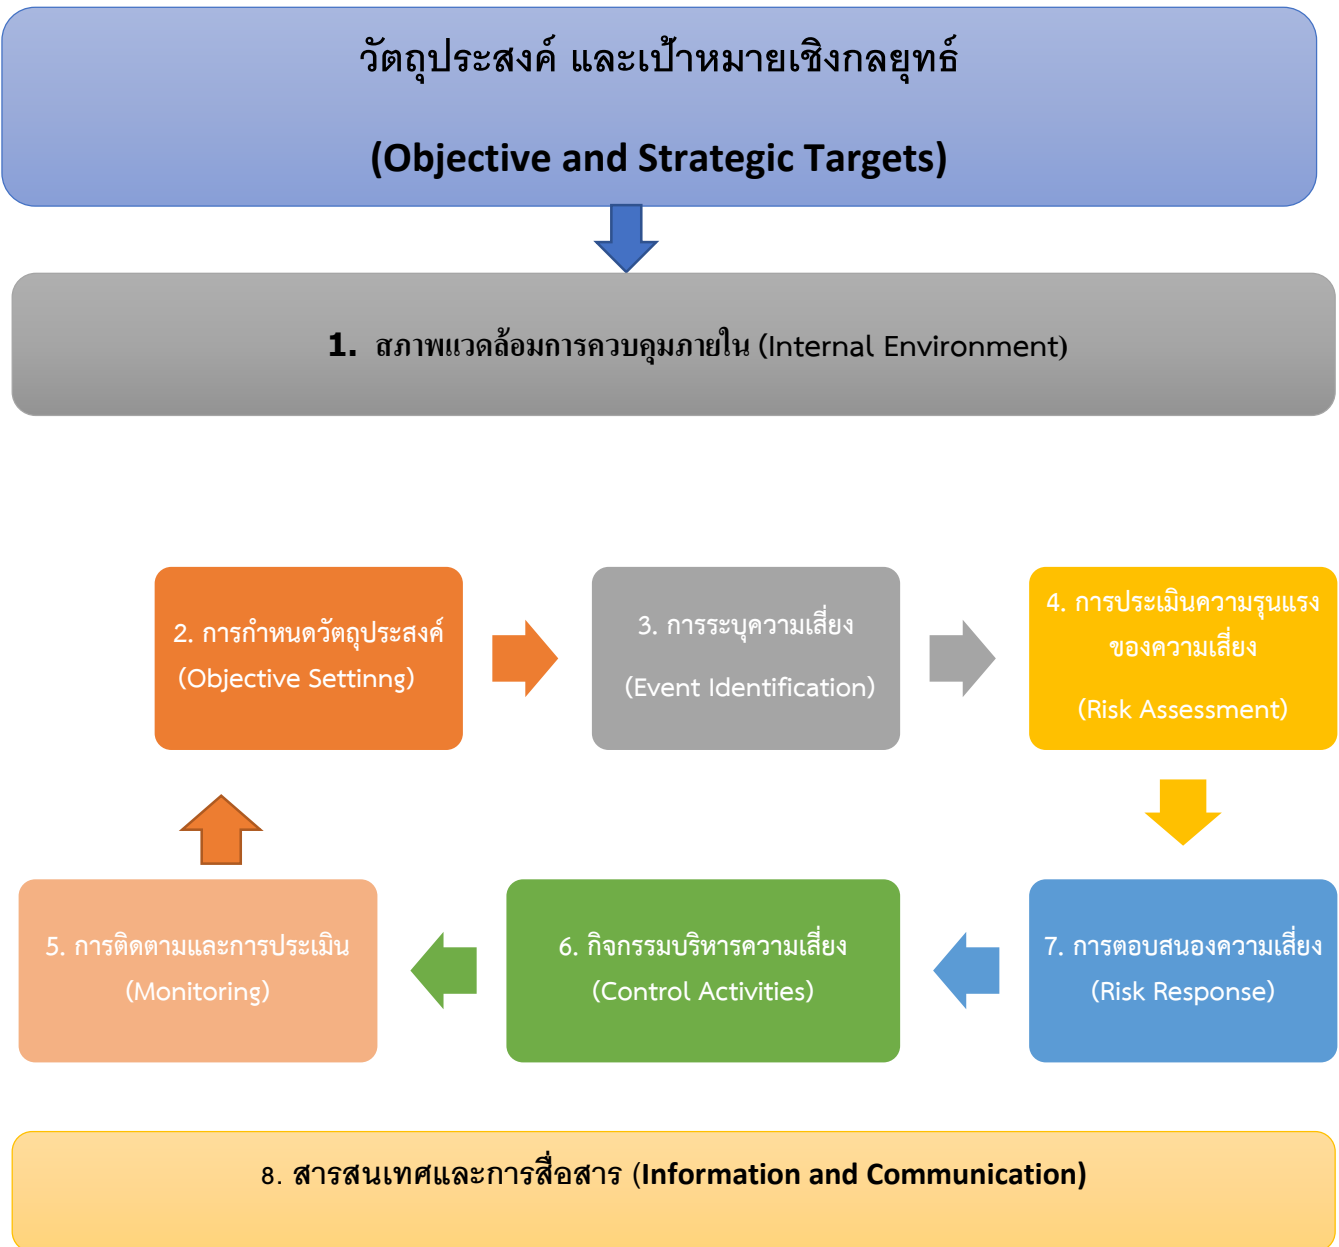 วัตถุประสงค์ และเป้าหมายเชิงกลยุทธ์
(Objective and Strategic Targets)
1. สภาพแวดล้อมการควบคุมภายใน (Internal Environment)
2. การกำหนดวัตถุประสงค์
(Objective Settinng)
3. การระบุความเสี่ยง
(Event Identification)
4. การประเมินความรุนแรง
ของความเสี่ยง
(Risk Assessment)
5. การติดตามและการประเมิน
(Monitoring)
6. กิจกรรมบริหารความเสี่ยง
(Control Activities)
7. การตอบสนองความเสี่ยง
(Risk Response)
8. สารสนเทศและการสื่อสาร (Information and Communication)